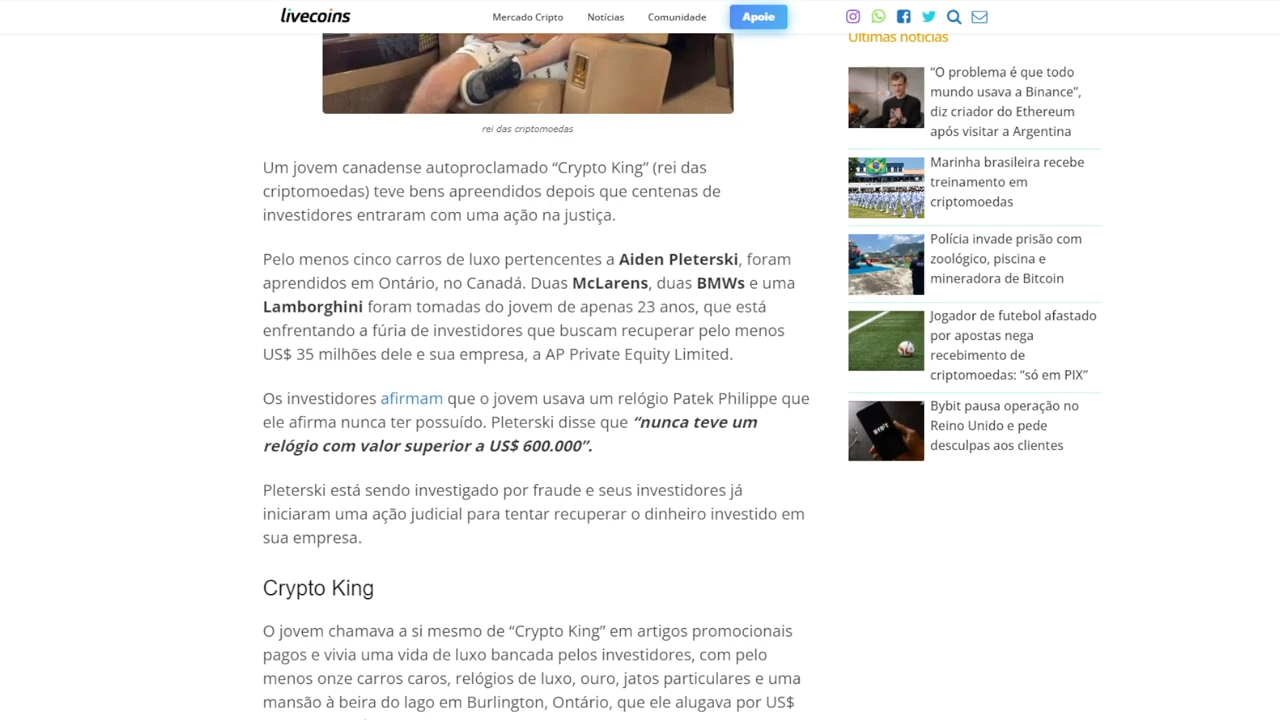 livecoins
Mercado Cripto
Notícias
Comunidade
Apoie
rei das criptomoedas
Um jovem canadense autoproclamado “Crypto King” (rei das
criptomoedas) teve bens apreendidos depois que centenas de
investidores entraram com uma ação na justiça.
Pelo menos cinco carros de luxo pertencentes a Aiden Pleterski, foram
aprendidos em Ontário, no Canadá. Duas McLarens, duas BMWs e uma
Lamborghini foram tomadas do jovem de apenas 23 anos, que está
enfrentando a fúria de investidores que buscam recuperar pelo menos
US$ 35 milhões dele e sua empresa, a AP Private Equity Limited.
Os investidores afirmam que o jovem usava um relógio Patek Philippe que
ele afirma nunca ter possuído. Pleterski disse que “nunca teve um
relógio com valor superior a US$ 600.000”.
Pleterski está sendo investigado por fraude e seus investidores já
iniciaram uma ação judicial para tentar recuperar o dinheiro investido em
sua empresa.
Crypto King
O jovem chamava a si mesmo de “Crypto King” em artigos promocionais
pagos e vivia uma vida de luxo bancada pelos investidores, com pelo
menos onze carros caros, relógios de luxo, ouro, jatos particulares e uma
mansão à beira do lago em Burlington, Ontário, que ele alugava por US$
Últimas notícias
“O problema é que todo
mundo usava a Binance”,
diz criador do Ethereum
após visitar a Argentina
Marinha brasileira recebe
treinamento em
criptomoedas
Polícia invade prisão com
zoológico, piscina e
mineradora de Bitcoin
Jogador de futebol afastado
por apostas nega
recebimento de
criptomoedas: “só em PIX”
Bybit pausa operação no
Reino Unido e pede
desculpas aos clientes
BYBIT